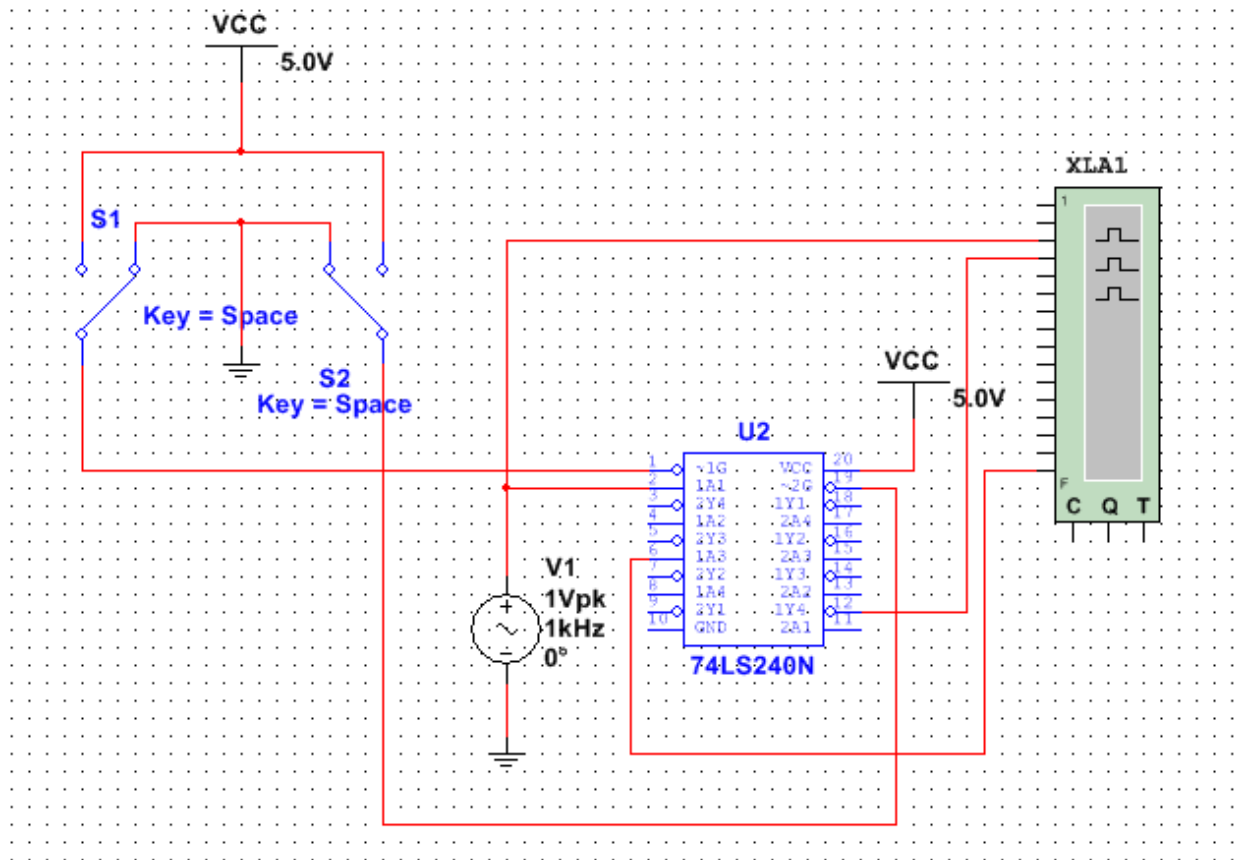 VCC
5.0V
XLA1
1
S1
Key = Space
S2
Key = Space
VCC
5.0V
U2
1 ~1G VCC 20
2 1A1 ~2G 19
3 2Y4 1Y1 18
4 1A2 2A4 17
5 2Y3 1Y2 16
6 1A3 2A3 15
7 2Y2 1Y3 14
8 1A4 2A2 13
9 2Y1 1Y4 12
10 GND 2A1 11
74LS240N
F
C Q T
V1
1Vpk
1kHz
0°